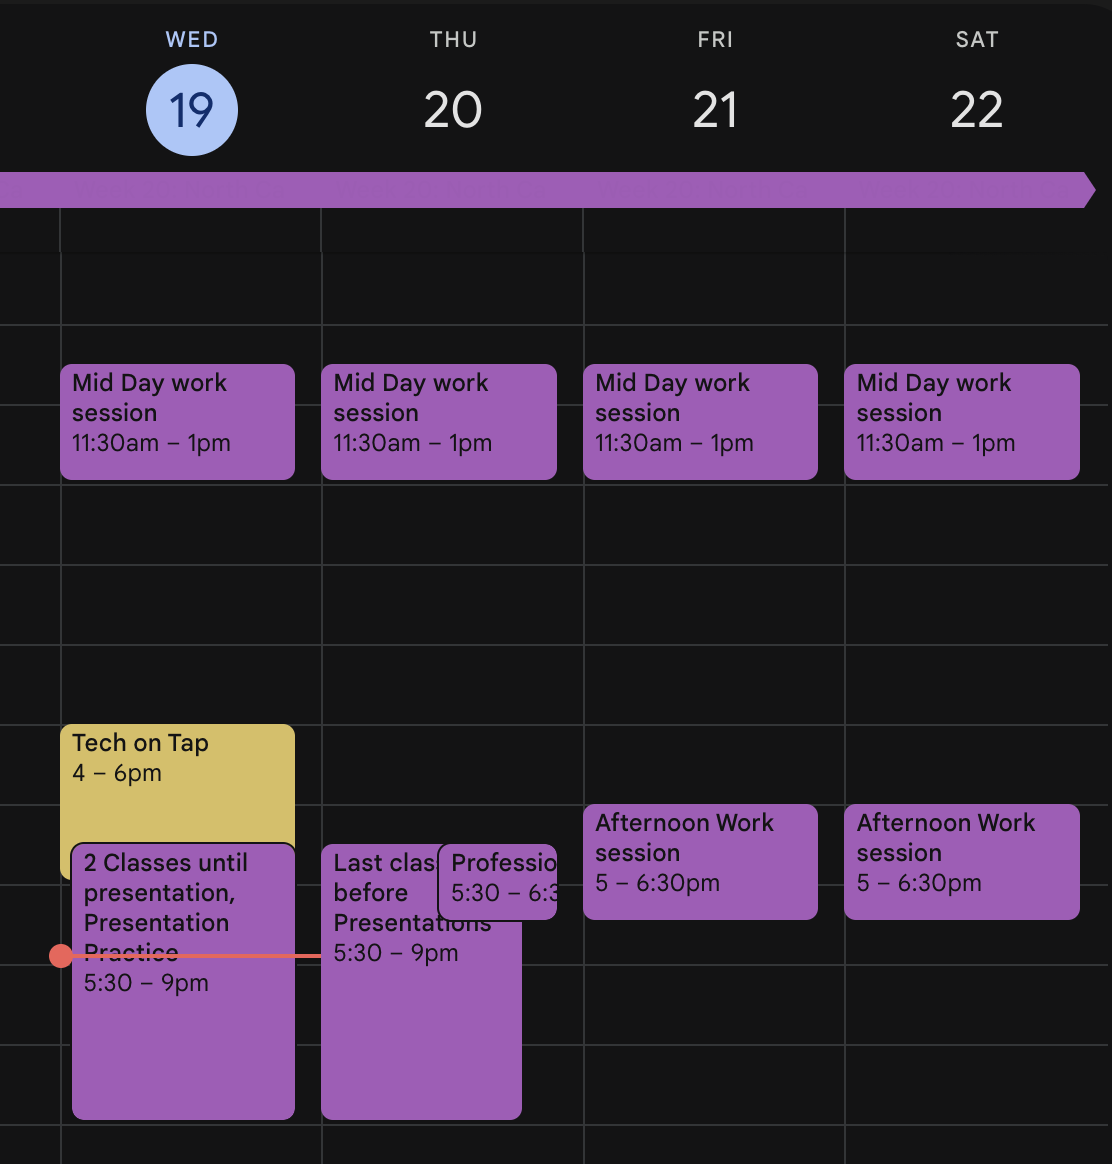 WED
THU
FRI
SAT
19
20
21
22
Mid Day work
session
11:30am – 1pm
Mid Day work
session
11:30am – 1pm
Mid Day work
session
11:30am – 1pm
Mid Day work
session
11:30am – 1pm
Tech on Tap
4 – 6pm
2 Classes until
presentation,
Presentation
Practice
5:30 – 9pm
Last clas
before
Presentations
5:30 – 9pm
Professio
5:30 – 6:3
Afternoon Work
session
5 – 6:30pm
Afternoon Work
session
5 – 6:30pm